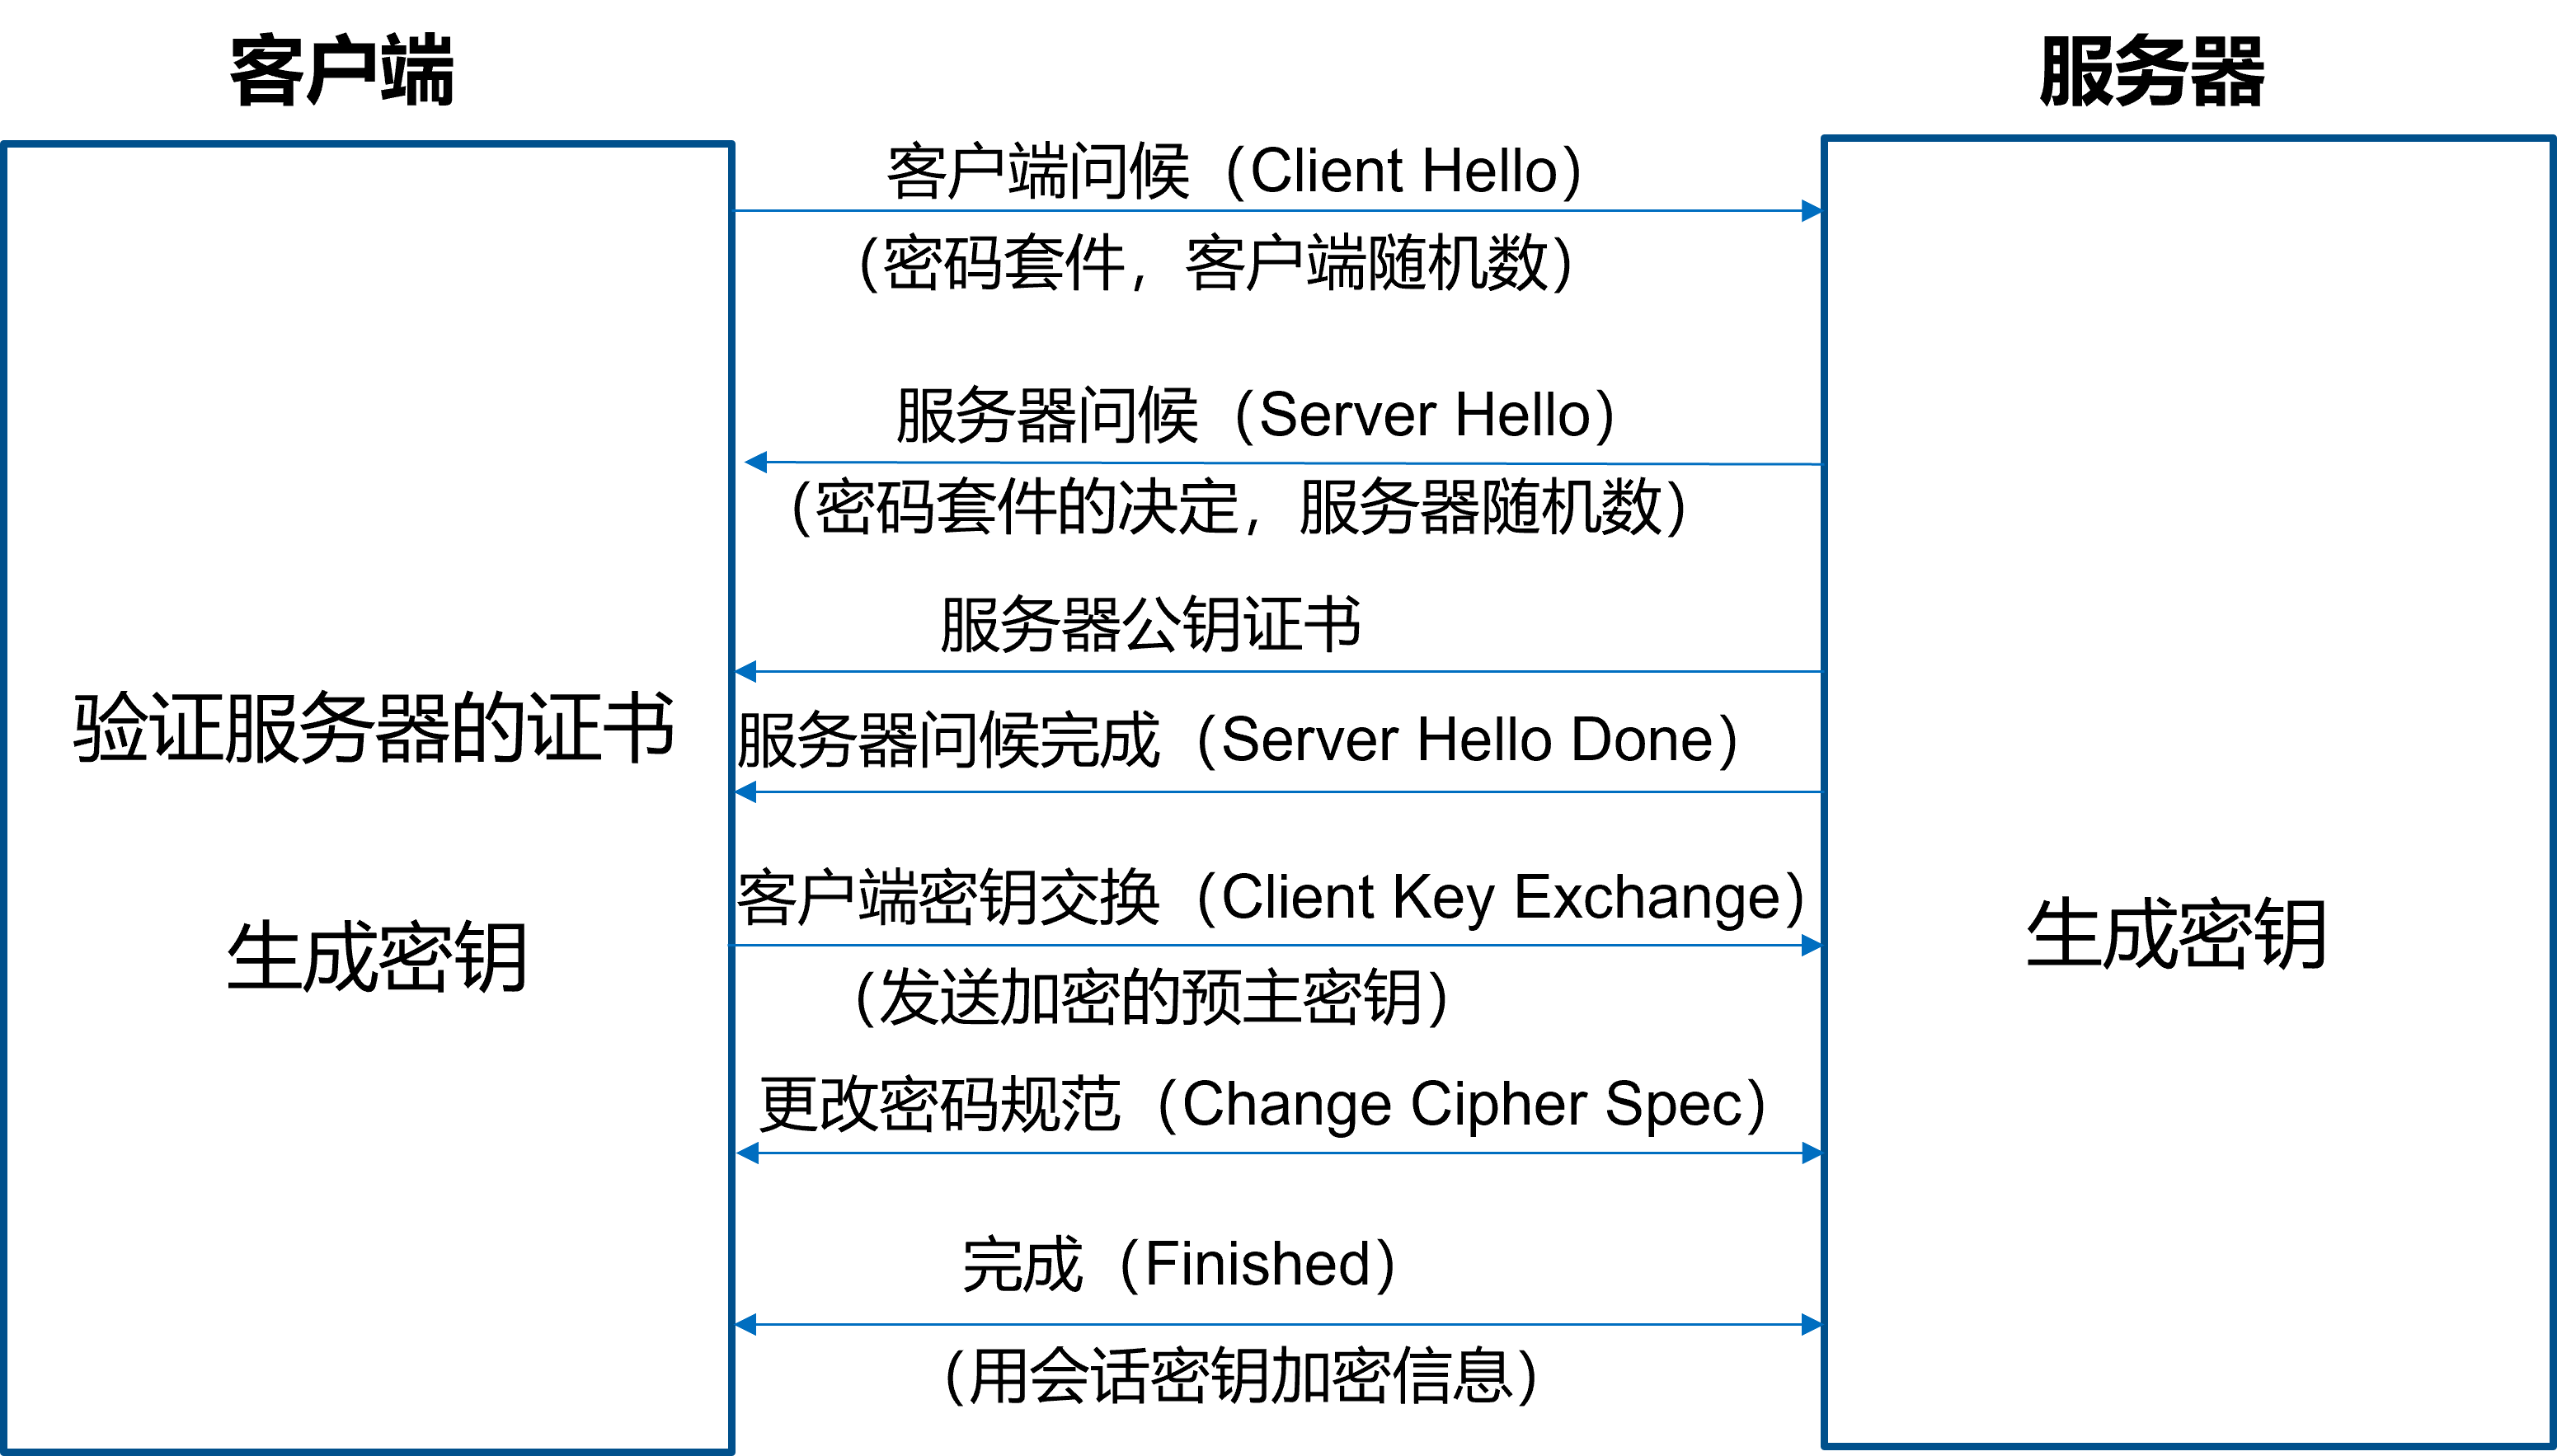 客户端
服务器
客户端问候（Client Hello）
（密码套件，客户端随机数）
服务器问候（Server Hello）
（密码套件的决定，服务器随机数）
服务器公钥证书
验证服务器的证书
服务器问候完成（Server Hello Done）
客户端密钥交换（Client Key Exchange）
生成密钥
生成密钥
（发送加密的预主密钥）
更改密码规范（Change Cipher Spec）
完成（Finished）
（用会话密钥加密信息）